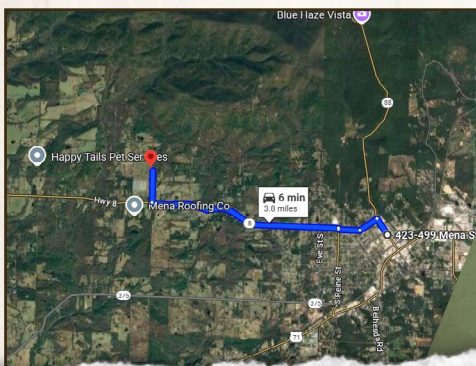 Blue Haze Vista
88
Happy Tails Pet Services
Hwy 8
Mena Roofing Co
6 min
3.8 miles
8
423-499 Mena S
Eve St S
S Reine St
375
375
Bethesda Rd
71